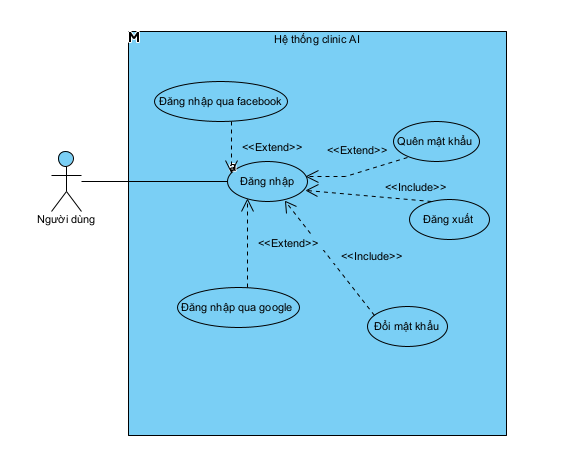 M
Hệ thống clinic AI
Đăng nhập qua facebook
<<Extend>>
<<Extend>>
Quên mật khẩu
a
Đăng nhập
<<Include>>
Người dùng
Đăng xuất
<<Extend>>
<<Include>>
Đăng nhập qua google
Đổi mật khẩu